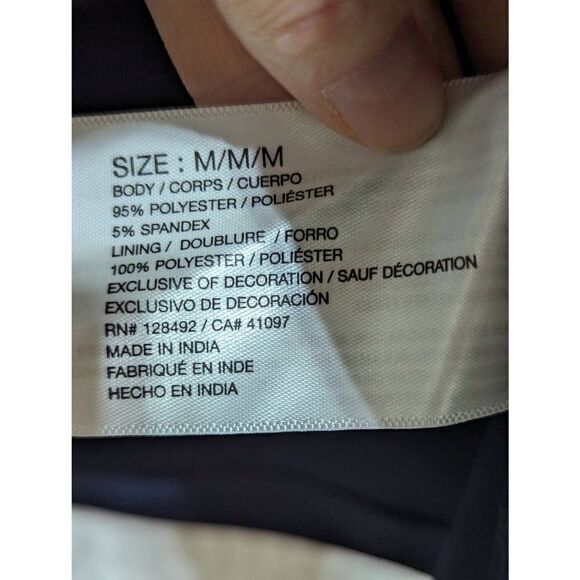 SIZE : M/M/M
BODY / CORPS / CUERPO
95% POLYESTER / POLIÉSTER
5% SPANDEX
LINING / DOUBLURE / FORRO
100% POLYESTER / POLIÉSTER
EXCLUSIVE OF DECORATION / SAUF DÉCORATION
EXCLUSIVO DE DECORACIÓN
RN# 128492 / CA# 41097
MADE IN INDIA
FABRIQUÉ EN INDE
HECHO EN INDIA